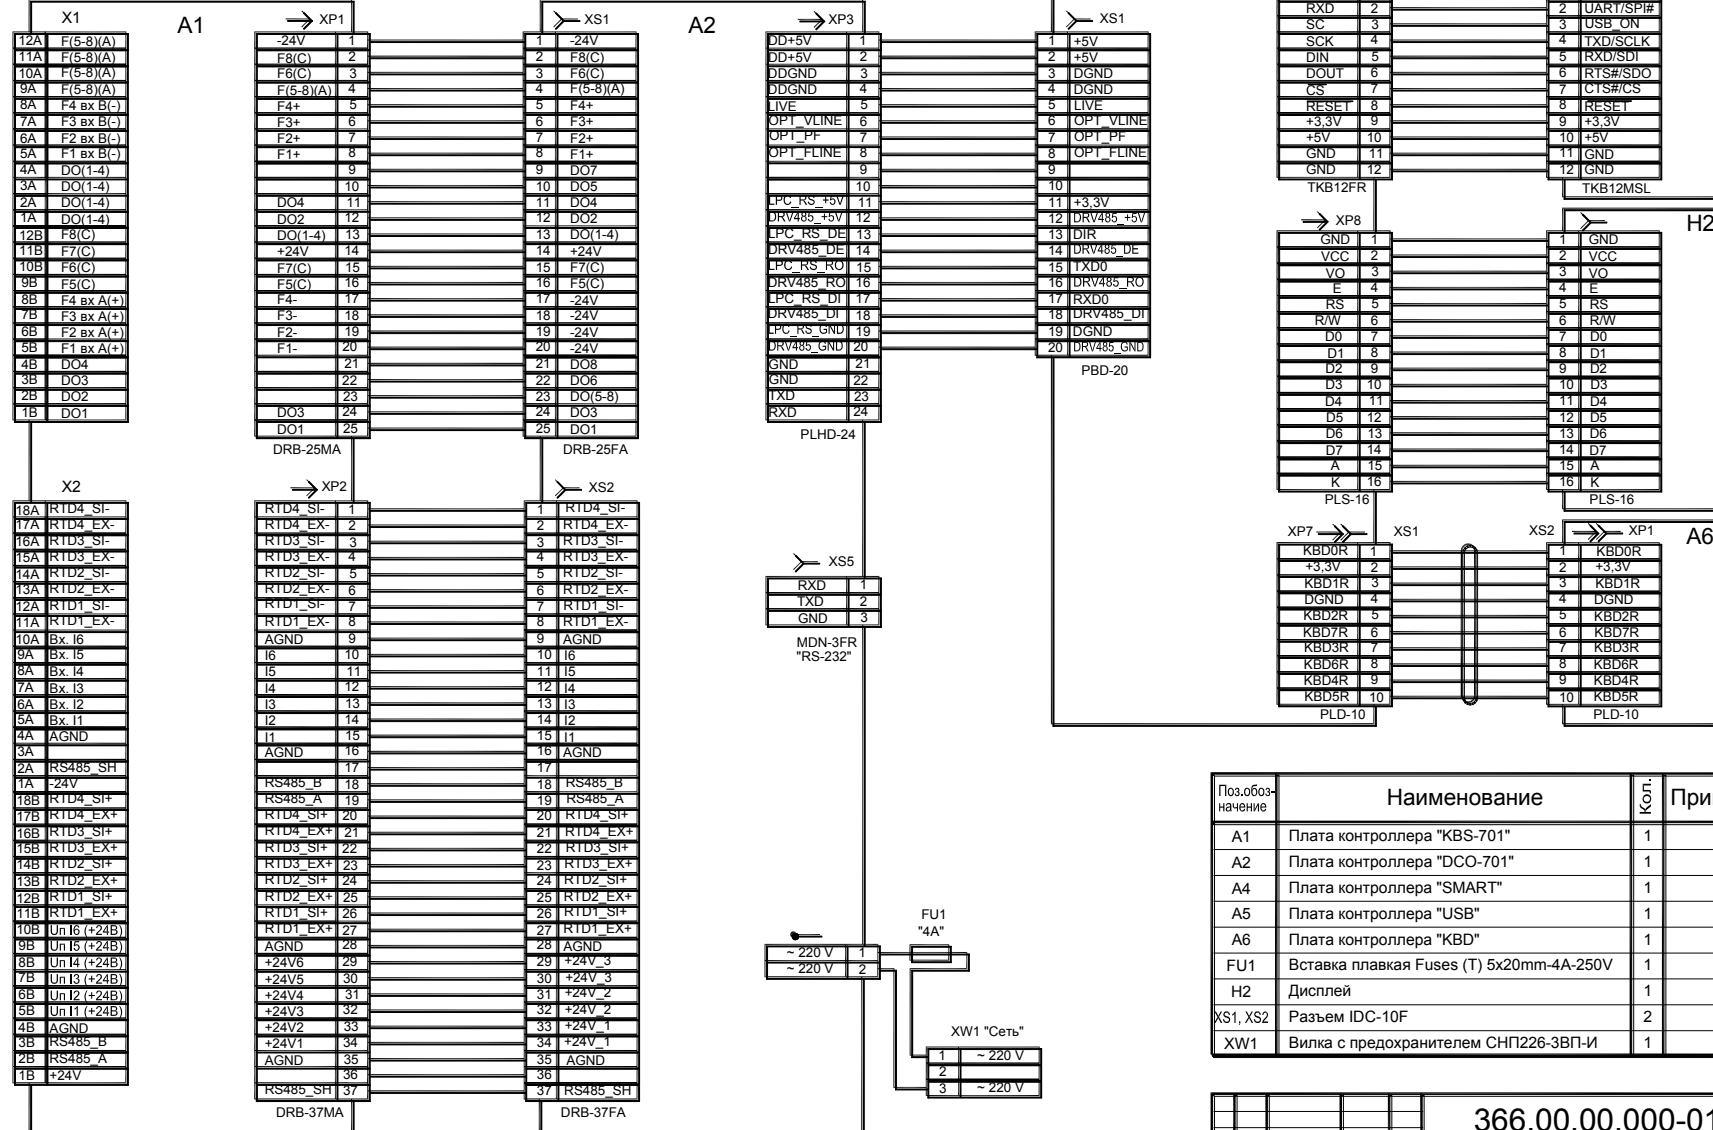 X1
A1
12A F(5-8)(A)
11A F(5-8)(A)
10A F(5-8)(A)
9A F(5-8)(A)
8A F4 вх B(-)
7A F3 вх B(-)
6A F2 вх B(-)
5A F1 вх B(-)
4A DO(1-4)
3A DO(1-4)
2A DO(1-4)
1A DO(1-4)
12B F8(C)
11B F7(C)
10B F6(C)
9B F5(C)
8B F4 вх A(+)
7B F3 вх A(+)
6B F2 вх A(+)
5B F1 вх A(+)
4B DO4
3B DO3
2B DO2
1B DO1
X2
18A RTD4_SI-
17A RTD4_EX-
16A RTD3_SI-
15A RTD3_EX-
14A RTD2_SI-
13A RTD2_EX-
12A RTD1_SI-
11A RTD1_EX-
10A Вх. I6
9A Вх. I5
8A Вх. I4
7A Вх. I3
6A Вх. I2
5A Вх. I1
4A AGND
3A
2A RS485_SH
1A -24V
18B RTD4_SI+
17B RTD4_EX+
16B RTD3_SI+
15B RTD3_EX+
14B RTD2_SI+
13B RTD2_EX+
12B RTD1_SI+
11B RTD1_EX+
10B Uп I6 (+24В)
9B Uп I5 (+24В)
8B Uп I4 (+24В)
7B Uп I3 (+24В)
6B Uп I2 (+24В)
5B Uп I1 (+24В)
4B AGND
3B RS485_B
2B RS485_A
1B +24V
XP1
-24V 1
F8(C) 2
F6(C) 3
F(5-8)(A) 4
F4+ 5
F3+ 6
F2+ 7
F1+ 8
9
10
DO4 11
DO2 12
DO(1-4) 13
+24V 14
F7(C) 15
F5(C) 16
F4- 17
F3- 18
F2- 19
F1- 20
21
22
23
DO3 24
DO1 25
DRB-25MA
XP2
RTD4_SI- 1
RTD4_EX- 2
RTD3_SI- 3
RTD3_EX- 4
RTD2_SI- 5
RTD2_EX- 6
RTD1_SI- 7
RTD1_EX- 8
AGND 9
I6 10
I5 11
I4 12
I3 13
I2 14
I1 15
AGND 16
17
RS485_B 18
RS485_A 19
RTD4_SI+ 20
RTD4_EX+ 21
RTD3_SI+ 22
RTD3_EX+ 23
RTD2_SI+ 24
RTD2_EX+ 25
RTD1_SI+ 26
RTD1_EX+ 27
AGND 28
+24V6 29
+24V5 30
+24V4 31
+24V3 32
+24V2 33
+24V1 34
AGND 35
36
RS485_SH 37
DRB-37MA
XS1
A2
1 -24V
2 F8(C)
3 F6(C)
4 F(5-8)(A)
5 F4+
6 F3+
7 F2+
8 F1+
9 DO7
10 DO5
11 DO4
12 DO2
13 DO(1-4)
14 +24V
15 F7(C)
16 F5(C)
17 -24V
18 -24V
19 -24V
20 -24V
21 DO8
22 DO6
23 DO(5-8)
24 DO3
25 DO1
DRB-25FA
XS2
1 RTD4_SI-
2 RTD4_EX-
3 RTD3_SI-
4 RTD3_EX-
5 RTD2_SI-
6 RTD2_EX-
7 RTD1_SI-
8 RTD1_EX-
9 AGND
10 I6
11 I5
12 I4
13 I3
14 I2
15 I1
16 AGND
17
18 RS485_B
19 RS485_A
20 RTD4_SI+
21 RTD4_EX+
22 RTD3_SI+
23 RTD3_EX+
24 RTD2_SI+
25 RTD2_EX+
26 RTD1_SI+
27 RTD1_EX+
28 AGND
29 +24V_3
30 +24V_3
31 +24V_2
32 +24V_2
33 +24V_1
34 +24V_1
35 AGND
36
37 RS485_SH
DRB-37FA
XP3
DD+5V 1
DD+5V 2
DDGND 3
DDGND 4
LIVE 5
OPT_VLINE 6
OPT_PF 7
OPT_FLINE 8
9
10
LPC_RS_+5V 11
DRV485_+5V 12
LPC_RS_DE 13
DRV485_DE 14
LPC_RS_RO 15
DRV485_RO 16
LPC_RS_DI 17
DRV485_DI 18
LPC_RS_GND 19
DRV485_GND 20
GND 21
GND 22
TXD 23
RXD 24
PLHD-24
XS5
RXD 1
TXD 2
GND 3
MDN-3FR
"RS-232"
~ 220 V 1
~ 220 V 2
FU1
"4A"
XW1 "Сеть"
1 ~ 220 V
2
3 ~ 220 V
XS1
1 +5V
2 +5V
3 DGND
4 DGND
5 LIVE
6 OPT_VLINE
7 OPT_PF
8 OPT_FLINE
9
10
11 +3,3V
12 DRV485_+5V
13 DIR
14 DRV485_DE
15 TXD0
16 DRV485_RO
17 RXD0
18 DRV485_DI
19 DGND
20 DRV485_GND
PBD-20
RXD 2
SC 3
SCK 4
DIN 5
DOUT 6
CS 7
RESET 8
+3,3V 9
+5V 10
GND 11
GND 12
TKB12FR
2 UART/SPI#
3 USB_ON
4 TXD/SCLK
5 RXD/SDI
6 RTS#/SDO
7 CTS#/CS
8 RESET
9 +3,3V
10 +5V
11 GND
12 GND
TKB12MSL
XP8
GND 1
VCC 2
VO 3
E 4
RS 5
R/W 6
D0 7
D1 8
D2 9
D3 10
D4 11
D5 12
D6 13
D7 14
A 15
K 16
PLS-16
H2
1 GND
2 VCC
3 VO
4 E
5 RS
6 R/W
7 D0
8 D1
9 D2
10 D3
11 D4
12 D5
13 D6
14 D7
15 A
16 K
PLS-16
XP7 XS1 XS2 XP1 A6
KBD0R 1
+3,3V 2
KBD1R 3
DGND 4
KBD2R 5
KBD7R 6
KBD3R 7
KBD6R 8
KBD4R 9
KBD5R 10
PLD-10
1 KBD0R
2 +3,3V
3 KBD1R
4 DGND
5 KBD2R
6 KBD7R
7 KBD3R
8 KBD6R
9 KBD4R
10 KBD5R
PLD-10
Поз.обоз-
начение Наименование Кол. При
A1 Плата контроллера "KBS-701" 1
A2 Плата контроллера "DCO-701" 1
A4 Плата контроллера "SMART" 1
A5 Плата контроллера "USB" 1
A6 Плата контроллера "KBD" 1
FU1 Вставка плавкая Fuses (T) 5x20mm-4A-250V 1
H2 Дисплей 1
XS1, XS2 Разъем IDC-10F 2
XW1 Вилка с предохранителем СНП226-3ВП-И 1
366.00.00.000-01